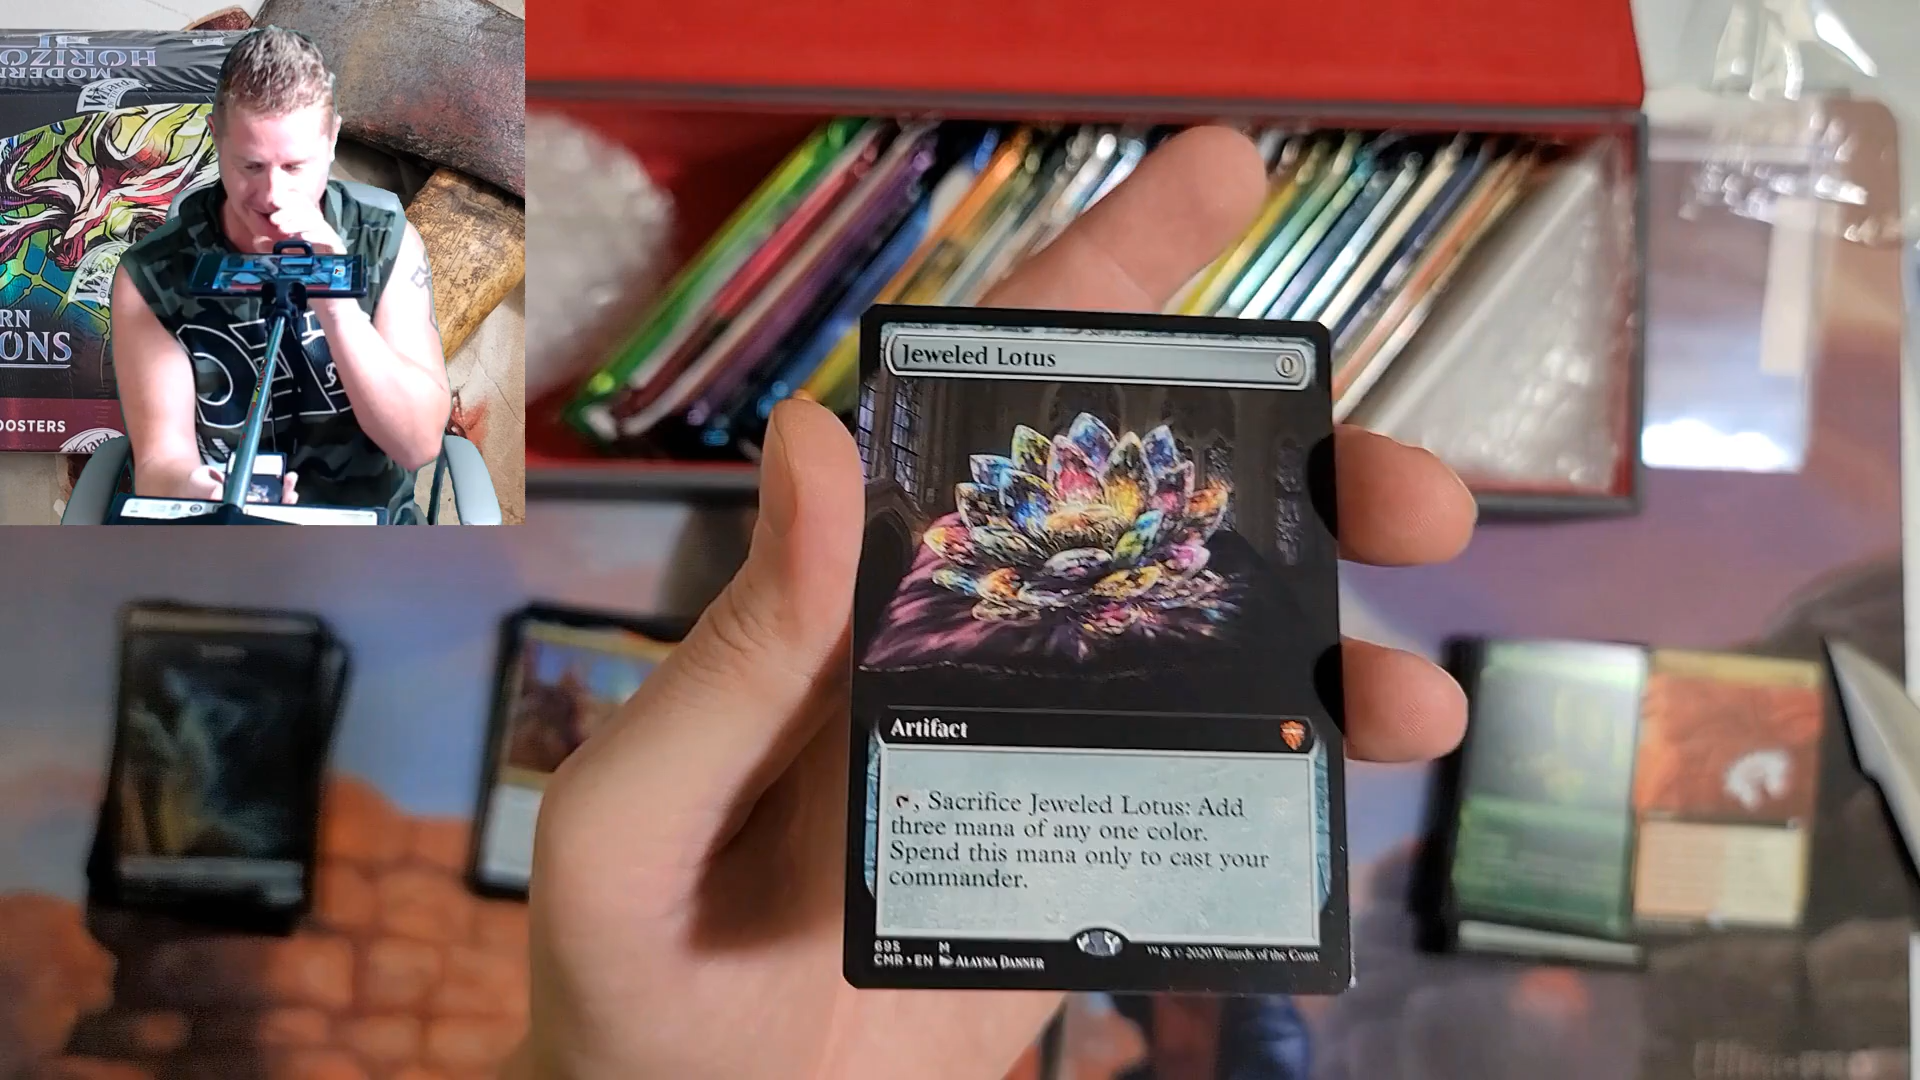 HORIZO
MODERN
RN
ONS
OOSTERS
Jeweled Lotus
0
Artifact
, Sacrifice Jeweled Lotus: Add
three mana of any one color.
Spend this mana only to cast your
commander.
695 M
CMR • EN ALAYNA DANNER
™ & © 2020 Wizards of the Coast